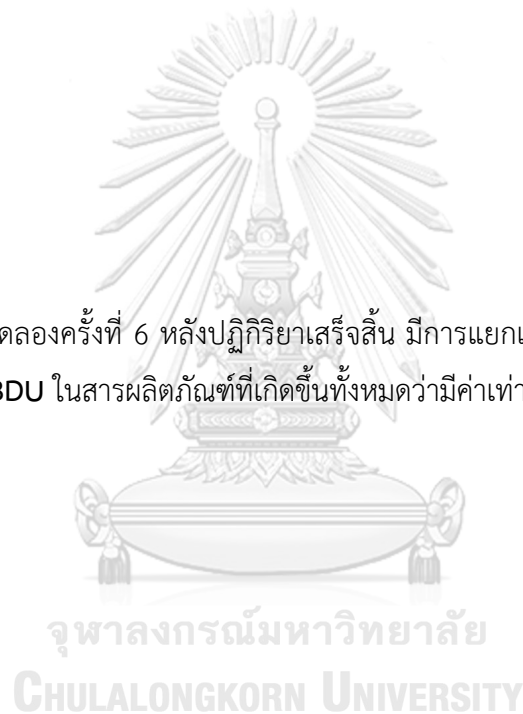 ดลองครั้งที่ 6 หลังปฏิกิริยาเสร็จสิ้น มีการแยกเ
BDU ในสารผลิตภัณฑ์ที่เกิดขึ้นทั้งหมดว่ามีค่าเท่า
จุฬาลงกรณ์มหาวิทยาลัย
CHULALONGKORN UNIVERSITY